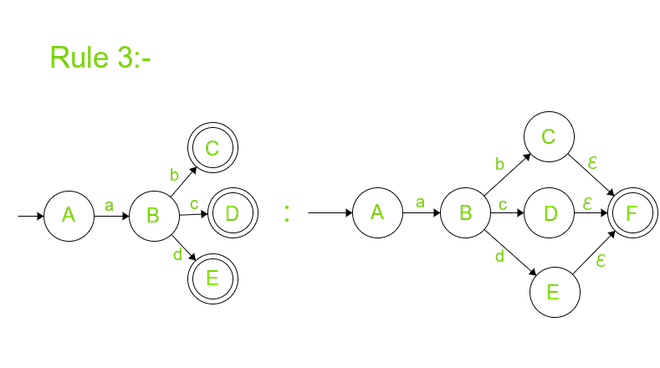 Rule 3:-
C
b
A a B c D
d
E
:
C
b ε
A a B c D ε F
d ε
E